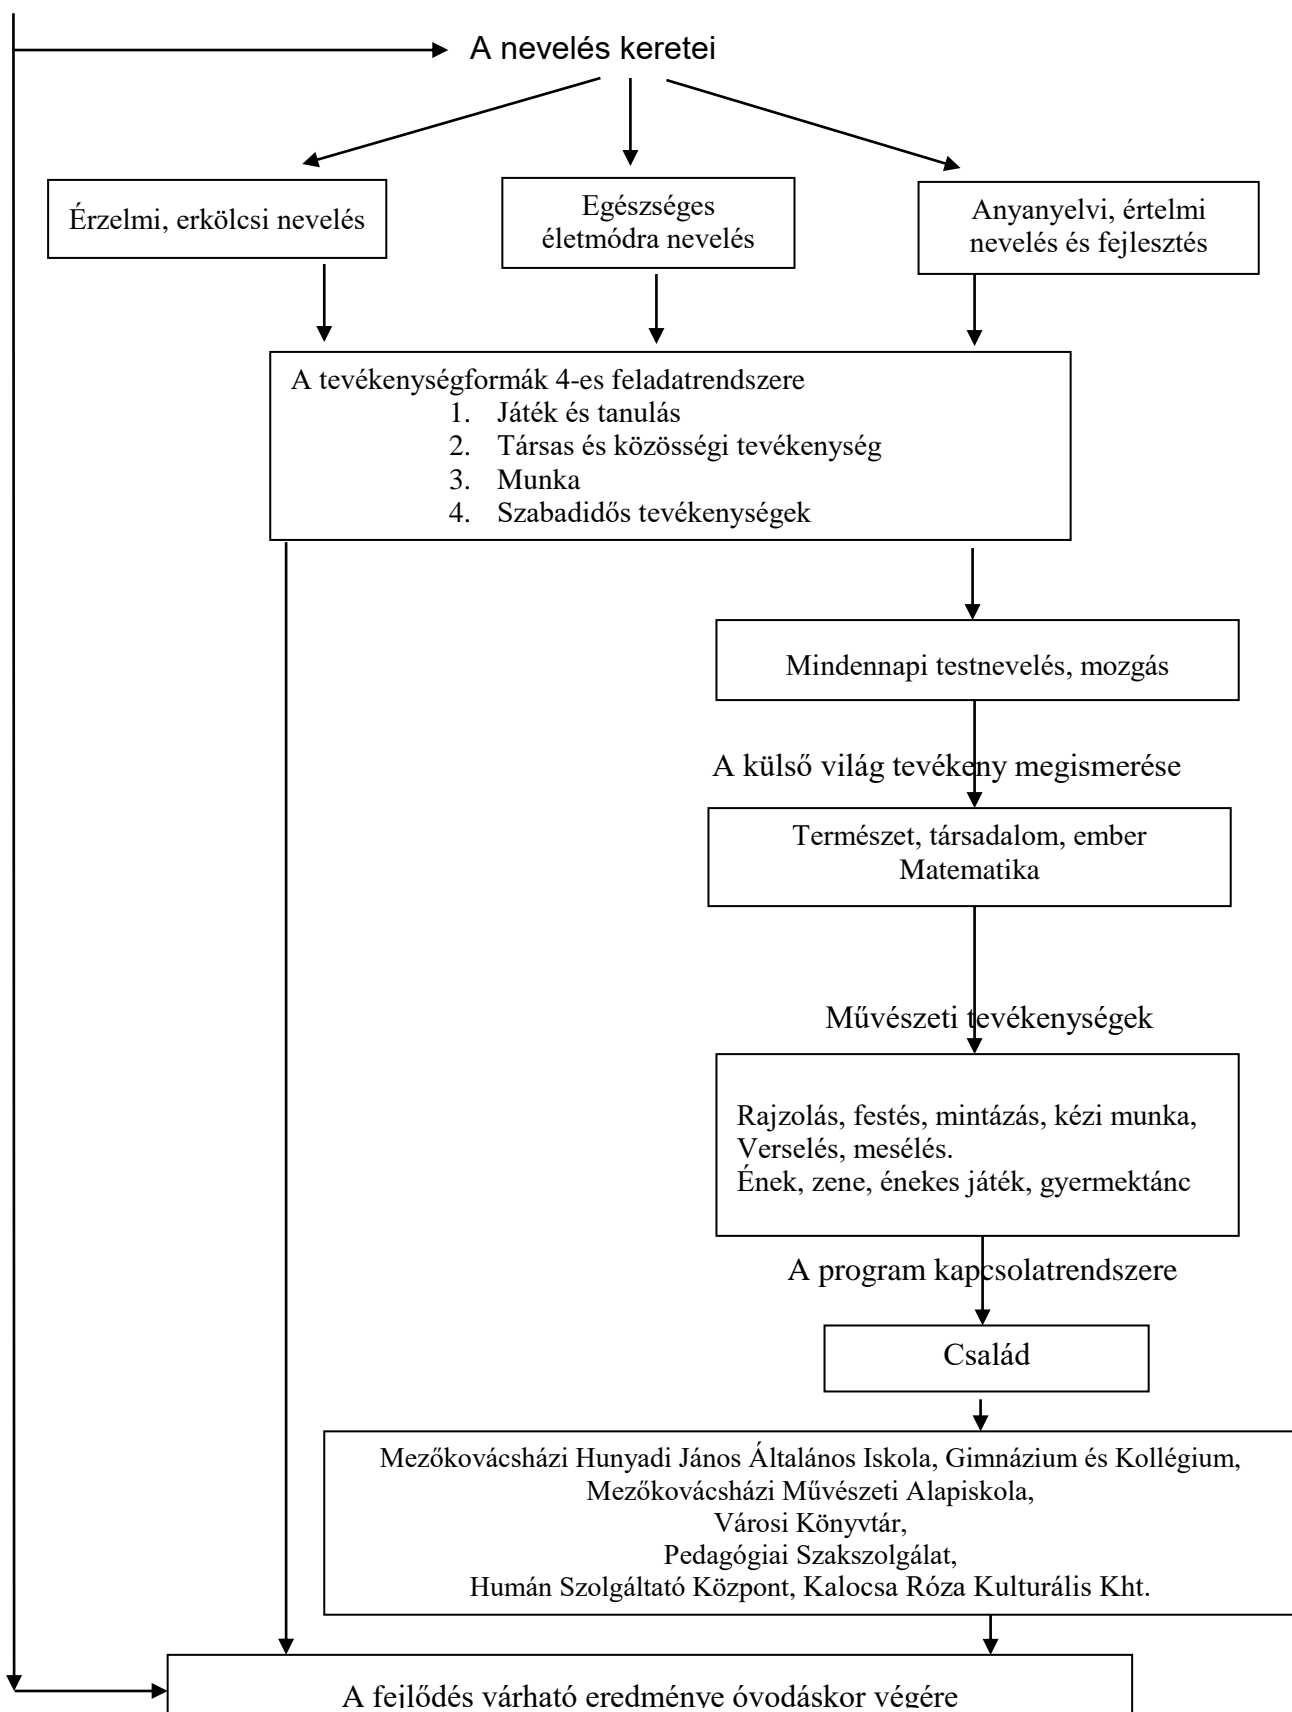 A nevelés keretei
Érzelmi, erkölcsi nevelés
Egészséges
életmódra nevelés
Anyanyelvi, értelmi
nevelés és fejlesztés
A tevékenységformák 4-es feladatrendszere
1. Játék és tanulás
2. Társas és közösségi tevékenység
3. Munka
4. Szabadidős tevékenységek
Mindennapi testnevelés, mozgás
A külső világ tevékeny megismerése
Természet, társadalom, ember
Matematika
Művészeti tevékenységek
Rajzolás, festés, mintázás, kézi munka,
Verselés, mesélés.
Ének, zene, énekes játék, gyermektánc
A program kapcsolatrendszere
Család
Mezőkovácsházi Hunyadi János Általános Iskola, Gimnázium és Kollégium,
Mezőkovácsházi Művészeti Alapiskola,
Városi Könyvtár,
Pedagógiai Szakszolgálat,
Humán Szolgáltató Központ, Kalocsa Róza Kulturális Kht.
A fejlődés várható eredménye óvodáskor végére